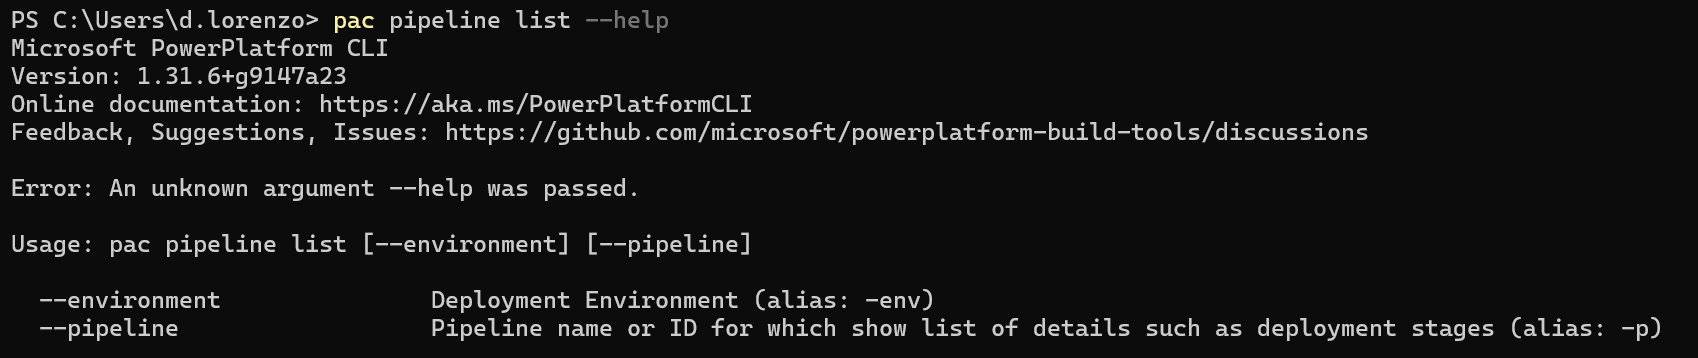 PS C:\Users\d.lorenzo> pac pipeline list --help
Microsoft PowerPlatform CLI
Version: 1.31.6+g9147a23
Online documentation: https://aka.ms/PowerPlatformCLI
Feedback, Suggestions, Issues: https://github.com/microsoft/powerplatform-build-tools/discussions

Error: An unknown argument --help was passed.

Usage: pac pipeline list [--environment] [--pipeline]

  --environment               Deployment Environment (alias: -env)
  --pipeline                  Pipeline name or ID for which show list of details such as deployment stages (alias: -p)